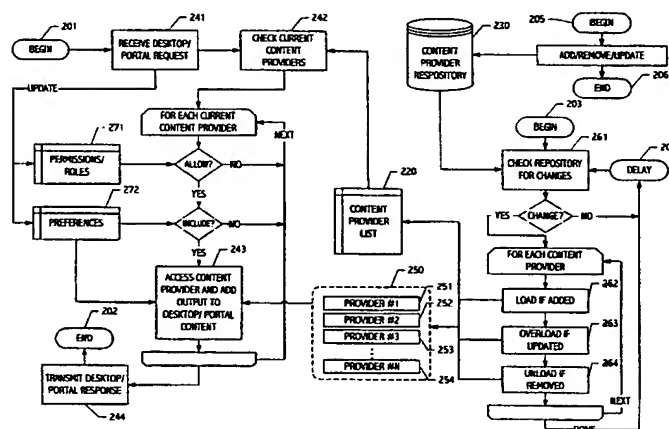 201
BEGIN
241
RECEIVE DESKTOP/
PORTAL REQUEST
242
CHECK CURRENT
CONTENT
PROVIDERS
UPDATE
FOR EACH CURRENT
CONTENT PROVIDER
NEXT
271
PERMISSIONS/
ROLES
ALLOW?
NO
YES
272
PREFERENCES
INCLUDE?
NO
YES
243
ACCESS CONTENT
PROVIDER AND ADD
OUTPUT TO
DESKTOP/ PORTAL
CONTENT
202
END
TRANSMIT DESKTOP/
PORTAL RESPONSE
244
230
CONTENT
PROVIDER
RESPOSITORY
205
BEGIN
ADD/REMOVE/UPDATE
END
206
203
BEGIN
261
CHECK REPOSITORY
FOR CHANGES
20
DELAY
220
CONTENT
PROVIDER
LIST
YES
CHANGE?
NO
FOR EACH CONTENT
PROVIDER
262
LOAD IF ADDED
OVERLOAD IF
UPDATED
263
UNLOAD IF
REMOVED
264
NEXT
DONE
250
PROVIDER #1
251
PROVIDER #2
252
PROVIDER #3
253
PROVIDER #N
254